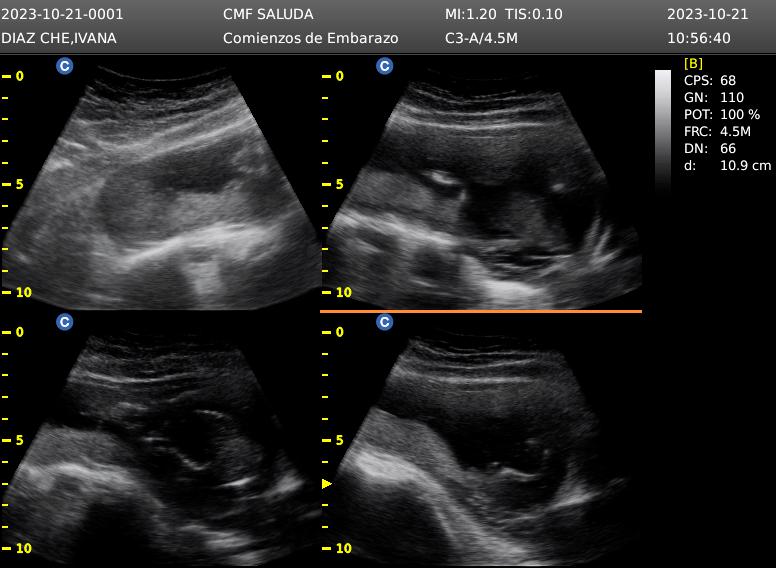 2023-10-21-0001 CMF SALUDA MI:1.20 TIS:0.10 2023-10-21
DIAZ CHE,IVANA Comienzos de Embarazo C3-A/4.5M 10:56:40
C C [B]
0 0 CPS: 68
GN: 110
POT: 100 %
FRC: 4.5M
DN: 66
d: 10.9 cm
5 5
10 10
C C
0 0
5 5
10 10